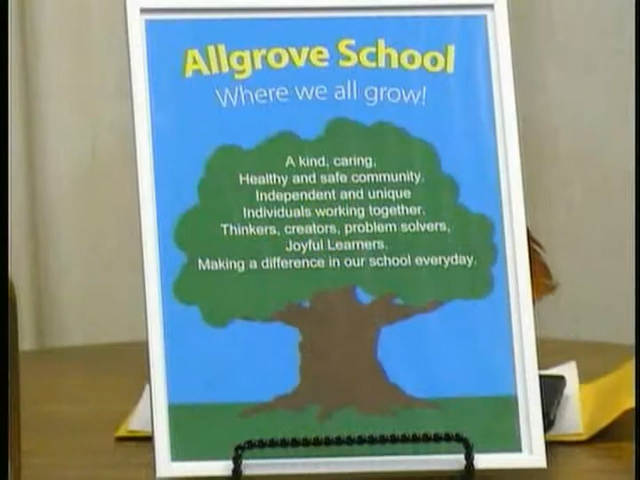 Allgrove School
Where we all grow!
A kind, caring,
Healthy and safe community.
Independent and unique
Individuals working together.
Thinkers, creators, problem solvers,
Joyful Learners.
Making a difference in our school everyday.